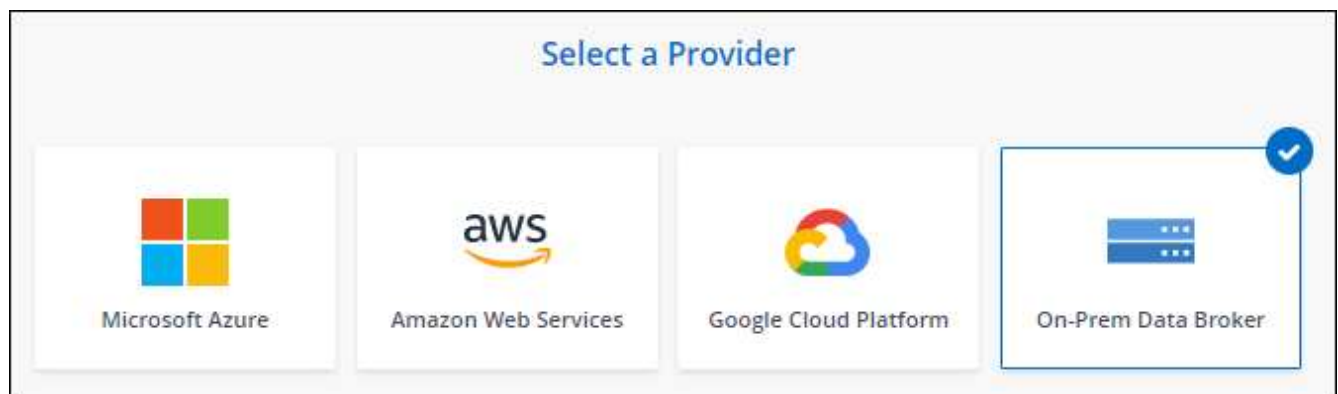 Select a Provider
aws
Microsoft Azure
Amazon Web Services
Google Cloud Platform
On-Prem Data Broker